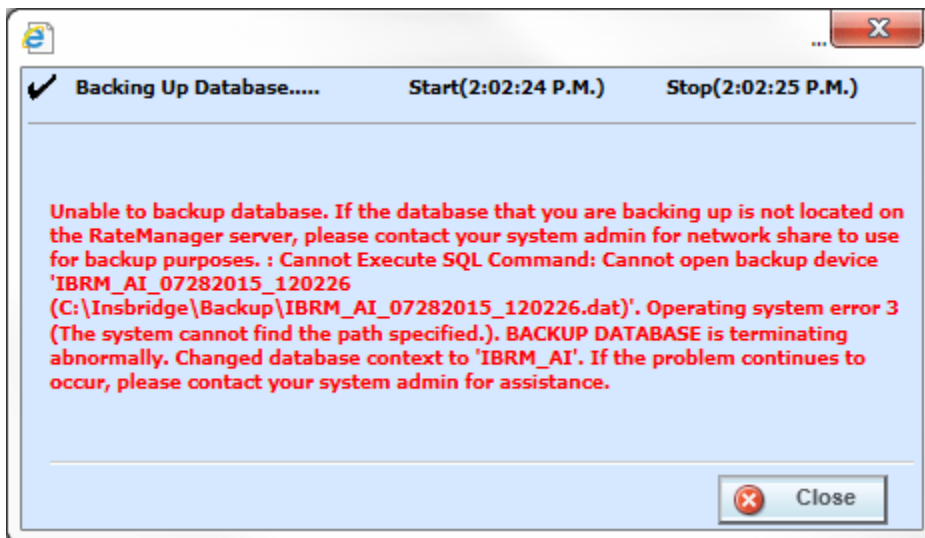 ...
Backing Up Database..... Start(2:02:24 P.M.) Stop(2:02:25 P.M.)
Unable to backup database. If the database that you are backing up is not located on
the RateManager server, please contact your system admin for network share to use
for backup purposes. : Cannot Execute SQL Command: Cannot open backup device
'IBRM_AI_07282015_120226
(C:\Insbridge\Backup\IBRM_AI_07282015_120226.dat)'. Operating system error 3
(The system cannot find the path specified.). BACKUP DATABASE is terminating
abnormally. Changed database context to 'IBRM_AI'. If the problem continues to
occur, please contact your system admin for assistance.
Close